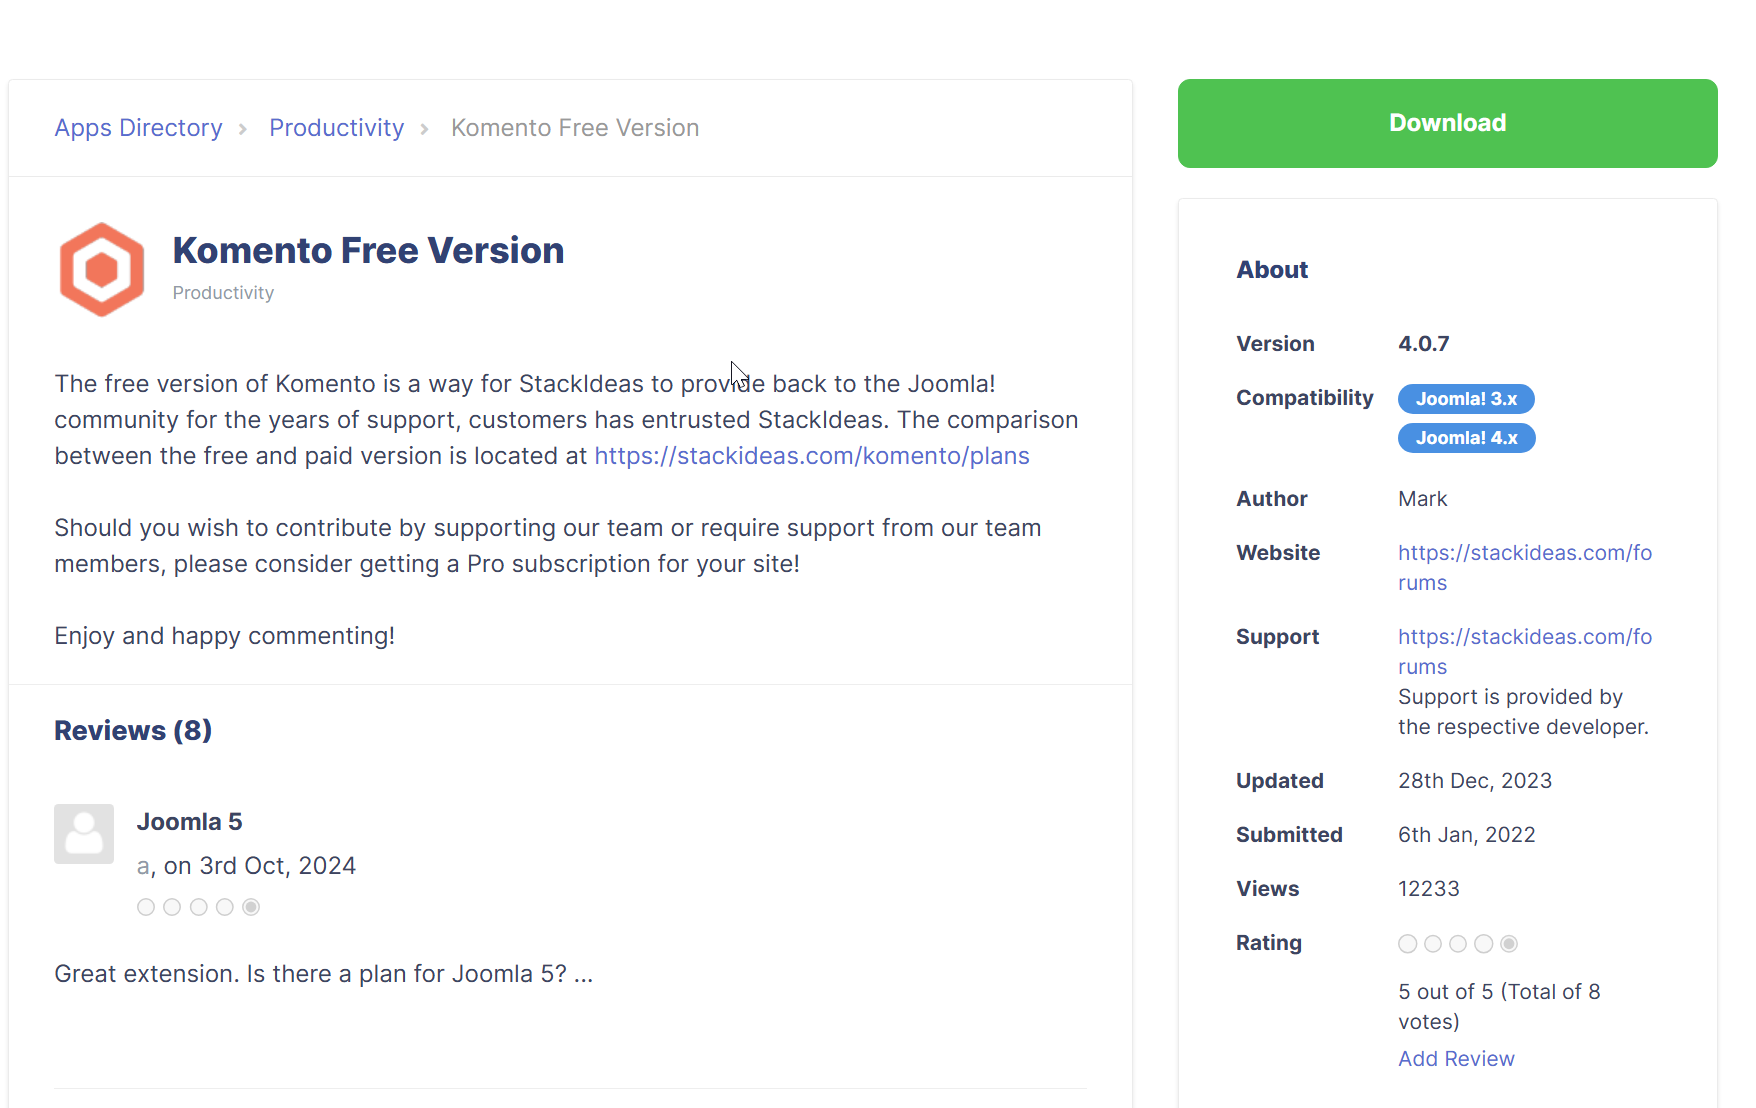 Apps Directory > Productivity > Komento Free Version
Komento Free Version
Productivity
The free version of Komento is a way for StackIdeas to provide back to the Joomla!
community for the years of support, customers has entrusted StackIdeas. The comparison
between the free and paid version is located at https://stackideas.com/komento/plans
Should you wish to contribute by supporting our team or require support from our team
members, please consider getting a Pro subscription for your site!
Enjoy and happy commenting!
Reviews (8)
Joomla 5
a, on 3rd Oct, 2024
Great extension. Is there a plan for Joomla 5? ...
Download
About
Version 4.0.7
Compatibility Joomla! 3.x
Joomla! 4.x
Author Mark
Website https://stackideas.com/fo
rums
Support https://stackideas.com/fo
rums
Support is provided by
the respective developer.
Updated 28th Dec, 2023
Submitted 6th Jan, 2022
Views 12233
Rating
5 out of 5 (Total of 8
votes)
Add Review